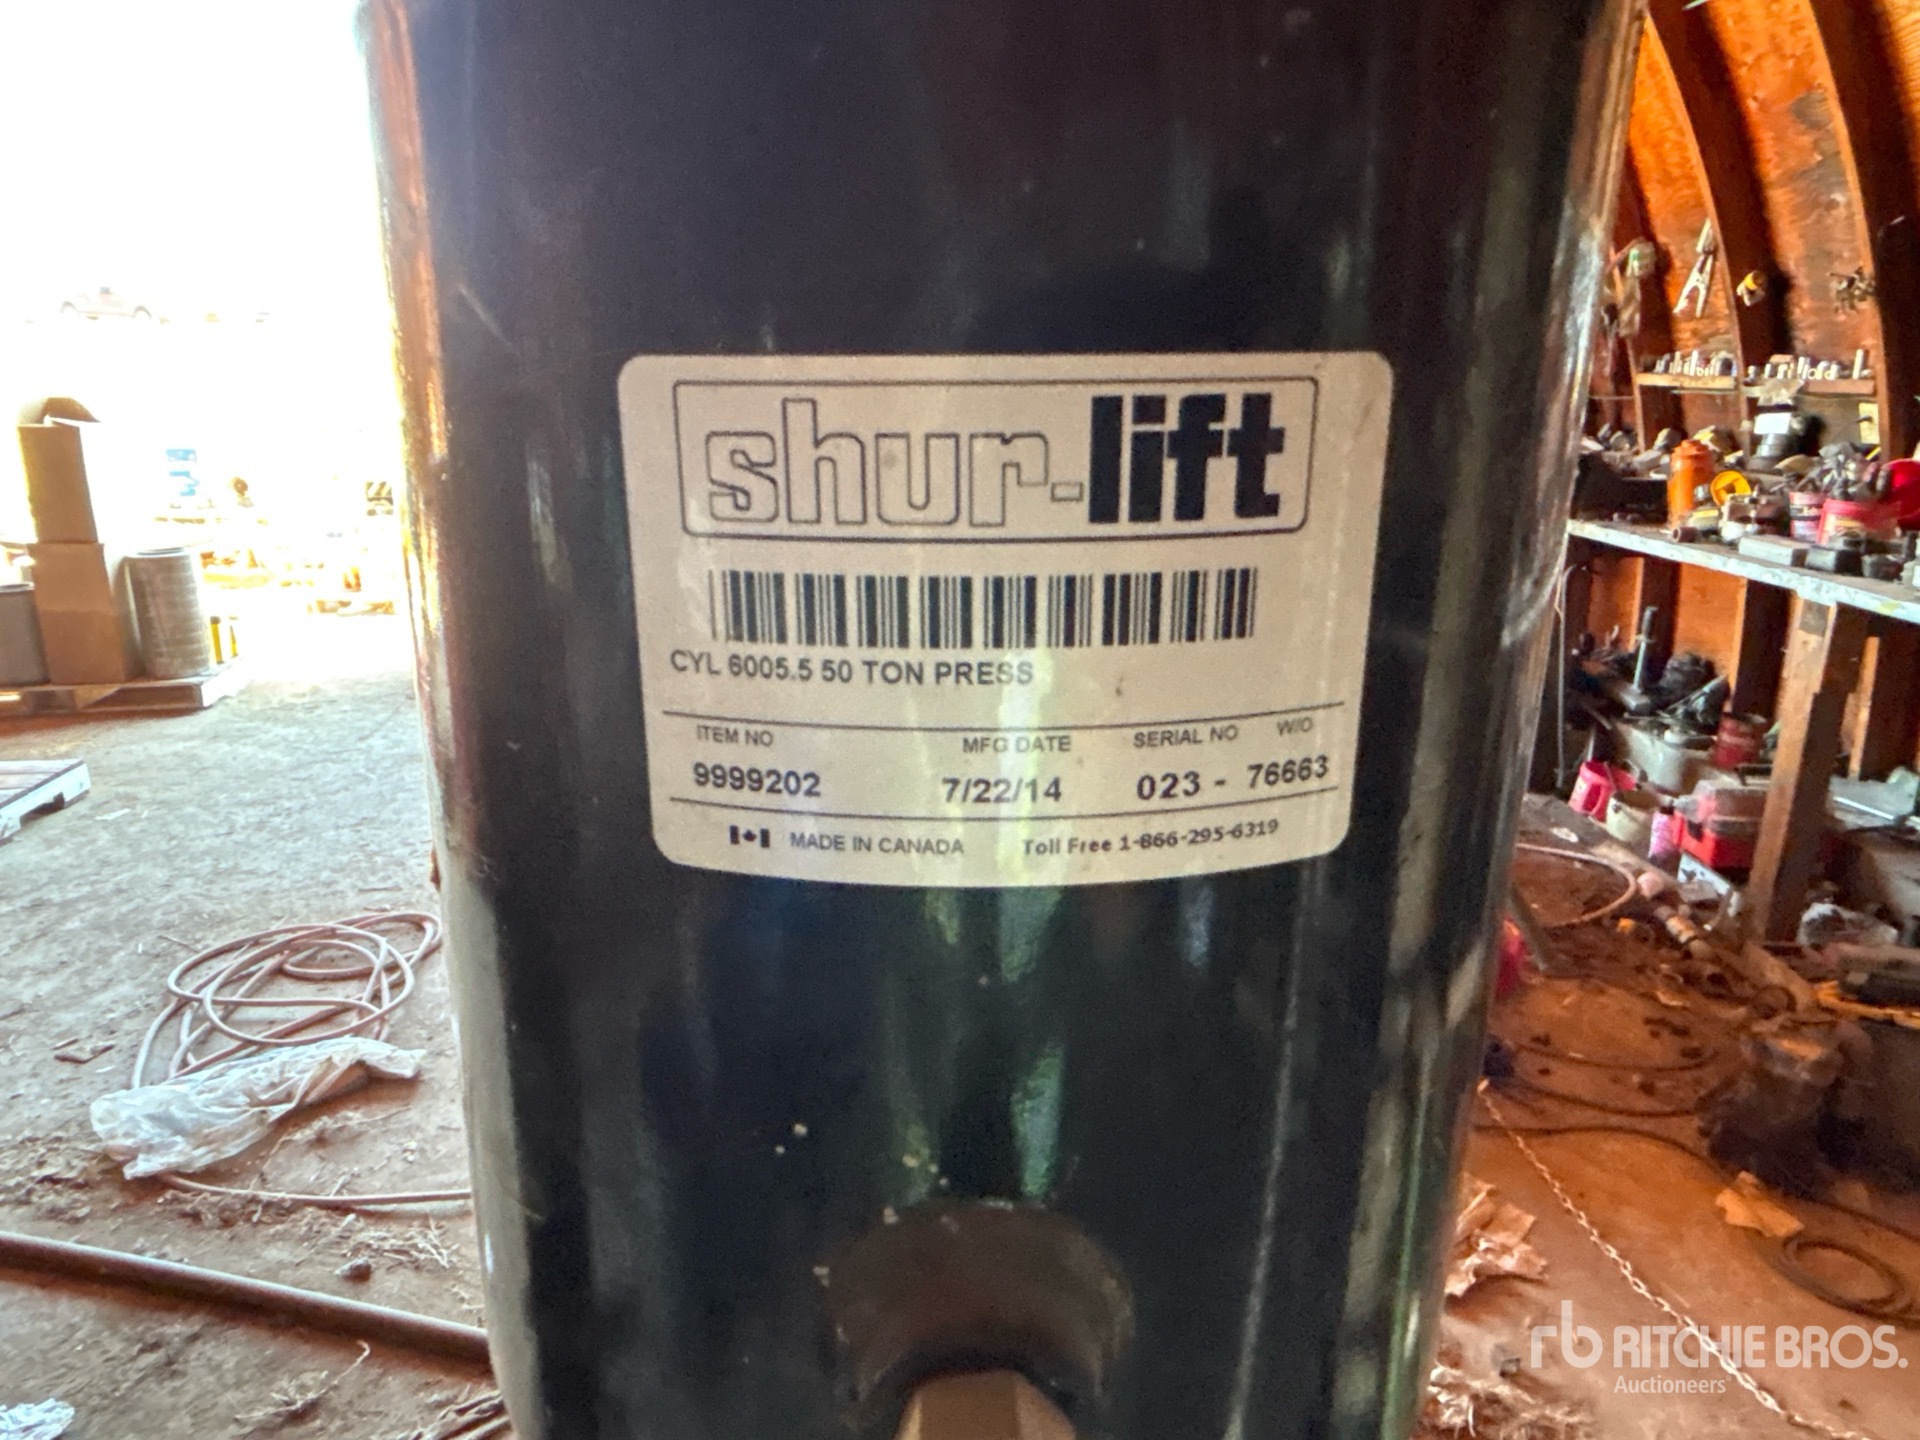 shur-lift
CYL 6005.5 50 TON PRESS
ITEM NO MFG DATE SERIAL NO W/O
9999202 7/22/14 023 - 76663
MADE IN CANADA Toll Free 1-866-295-6319
rb RITCHIE BROS.
Auctioneers